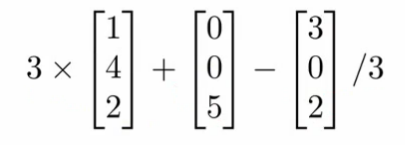 3 × [1 4 2] + [0 0 5] − [3 0 2] /3